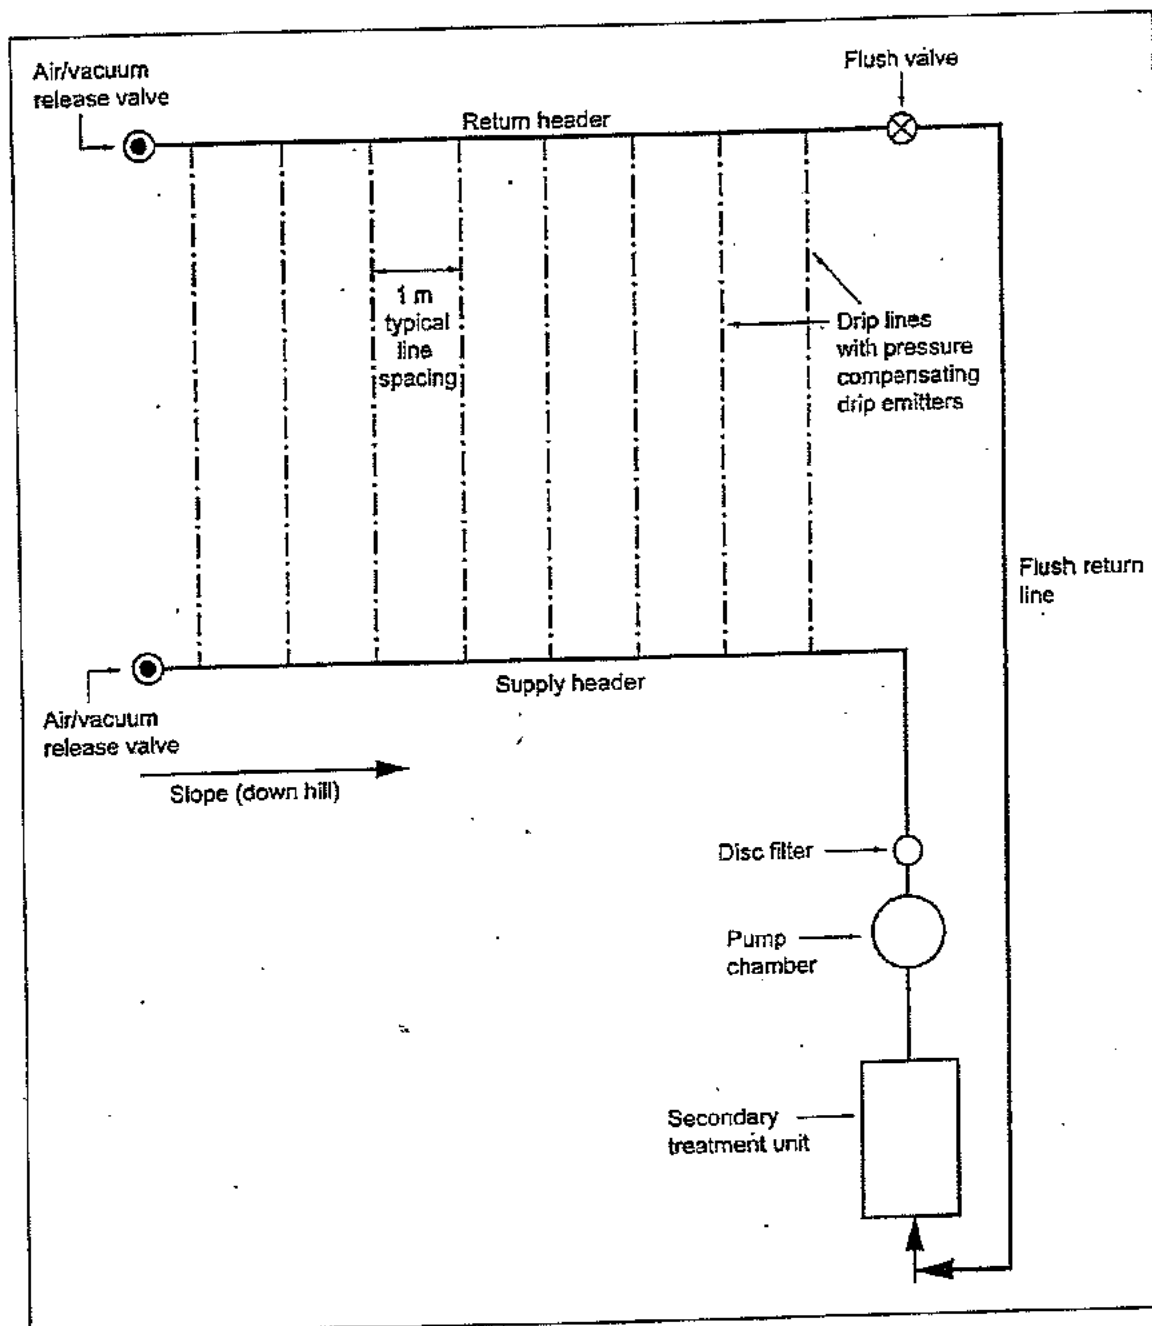 Air/vacuum
release valve
Flush valve
Return header
1 m
typical
line
spacing
Drip lines
with pressure
compensating
drip emitters
Flush return
line
Supply header
Air/vacuum
release valve
Slope (down hill)
Disc filter
Pump
chamber
Secondary
treatment unit